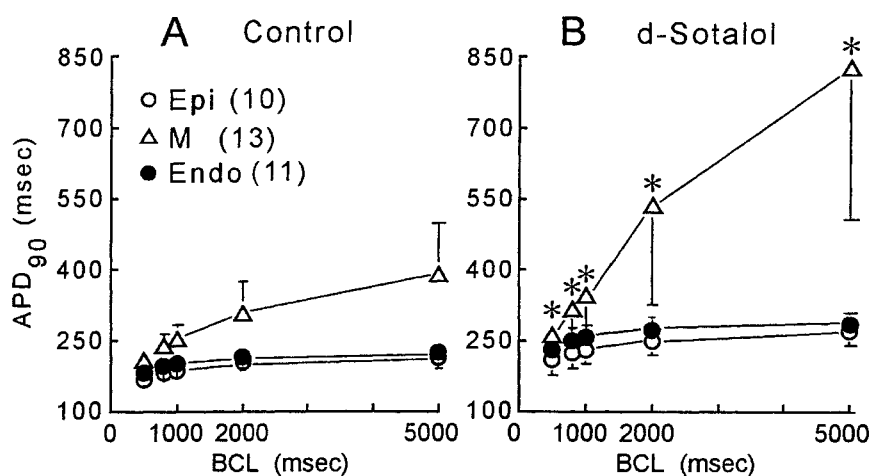 A Control
B d-Sotalol
850
700
550
400
250
100
APD90 (msec)
Epi (10)
M (13)
Endo (11)
0 1000 2000 5000
BCL (msec)
850
700
550
400
250
100
* * * * *
0 1000 2000 5000
BCL (msec)